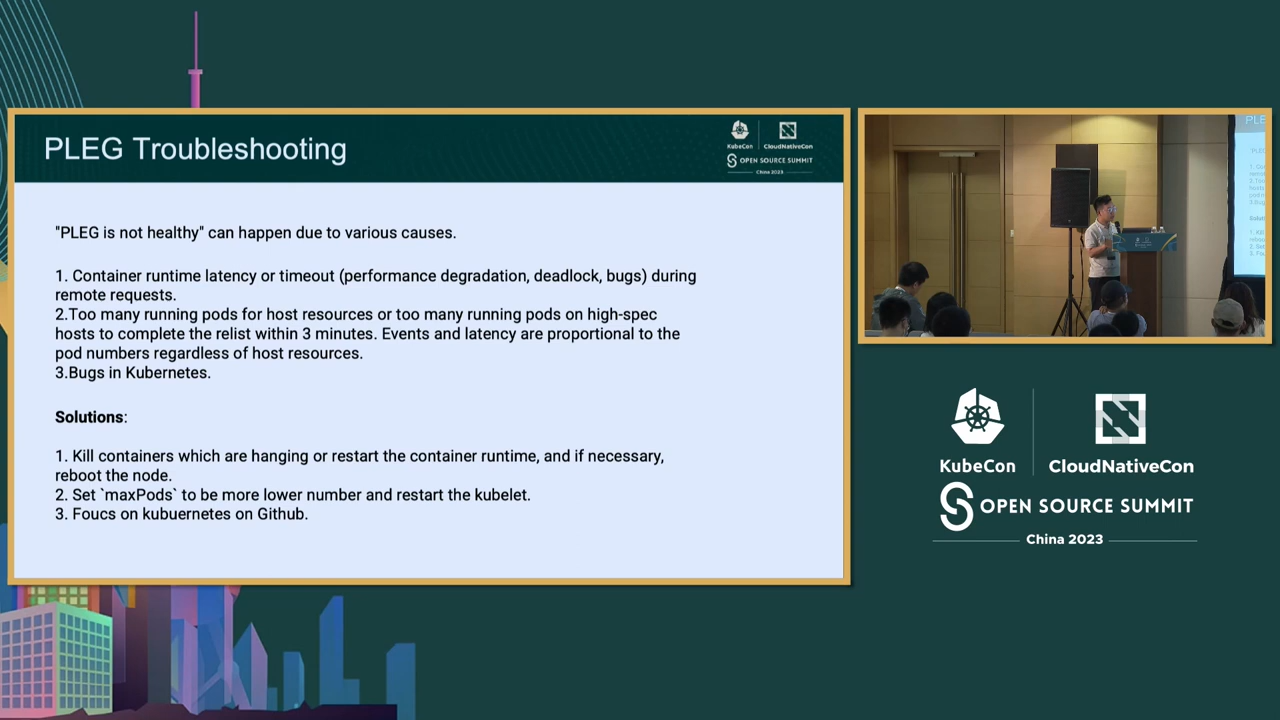 PLEG Troubleshooting
KubeCon
CloudNativeCon
OPEN SOURCE SUMMIT
China 2023
"PLEG is not healthy" can happen due to various causes.
1. Container runtime latency or timeout (performance degradation, deadlock, bugs) during
remote requests.
2.Too many running pods for host resources or too many running pods on high-spec
hosts to complete the relist within 3 minutes. Events and latency are proportional to the
pod numbers regardless of host resources.
3.Bugs in Kubernetes.
Solutions:
1. Kill containers which are hanging or restart the container runtime, and if necessary,
reboot the node.
2. Set `maxPods` to be more lower number and restart the kubelet.
3. Foucs on kubuernetes on Github.
PLE
KubeCon
CloudNativeCon
OPEN SOURCE SUMMIT
China 2023